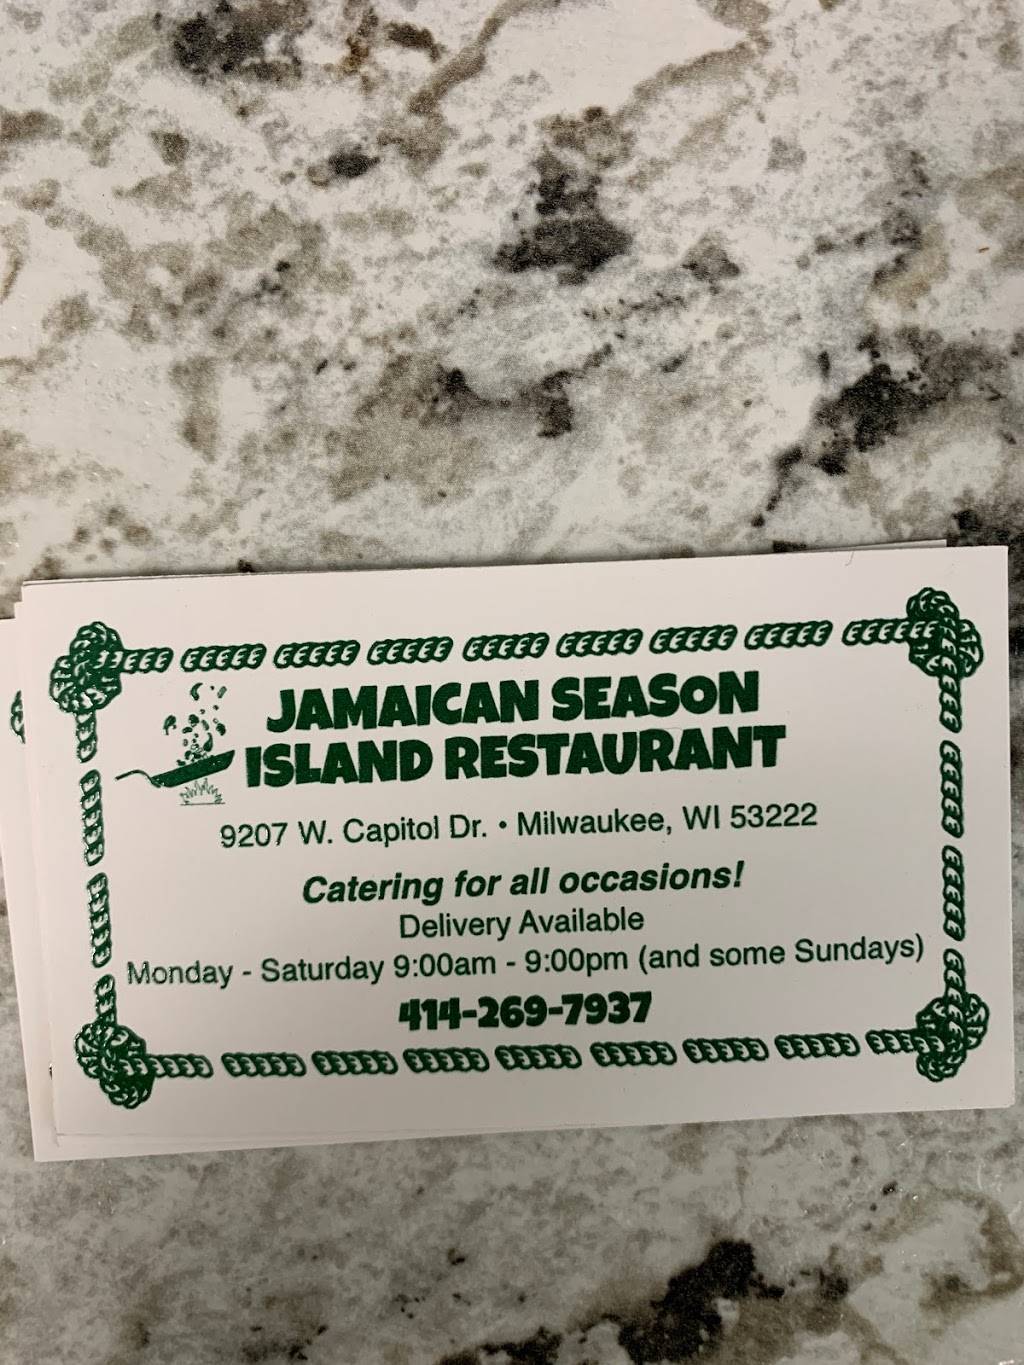 JAMAICAN SEASON
ISLAND RESTAURANT
9207 W. Capitol Dr. • Milwaukee, WI 53222
Catering for all occasions!
Delivery Available
Monday - Saturday 9:00am - 9:00pm (and some Sundays)
414-269-7937